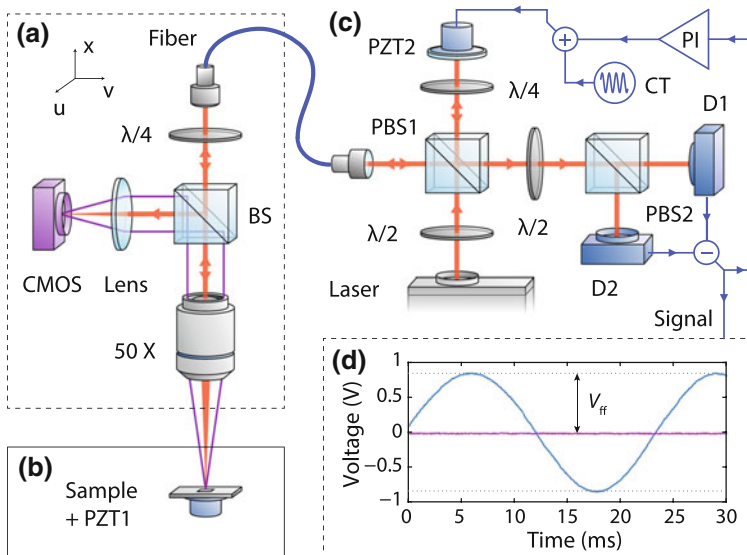 (a)
x
u
v
Fiber
λ/4
BS
CMOS
Lens
50 X
(b)
Sample
+ PZT1
(c)
PZT2
+
PI
CT
λ/4
D1
PBS1
λ/2
λ/2
PBS2
D2
−
Laser
Signal
(d)
Voltage (V)
1
0.5
0
−0.5
−1
V_ff
0
5
10
15
20
25
30
Time (ms)